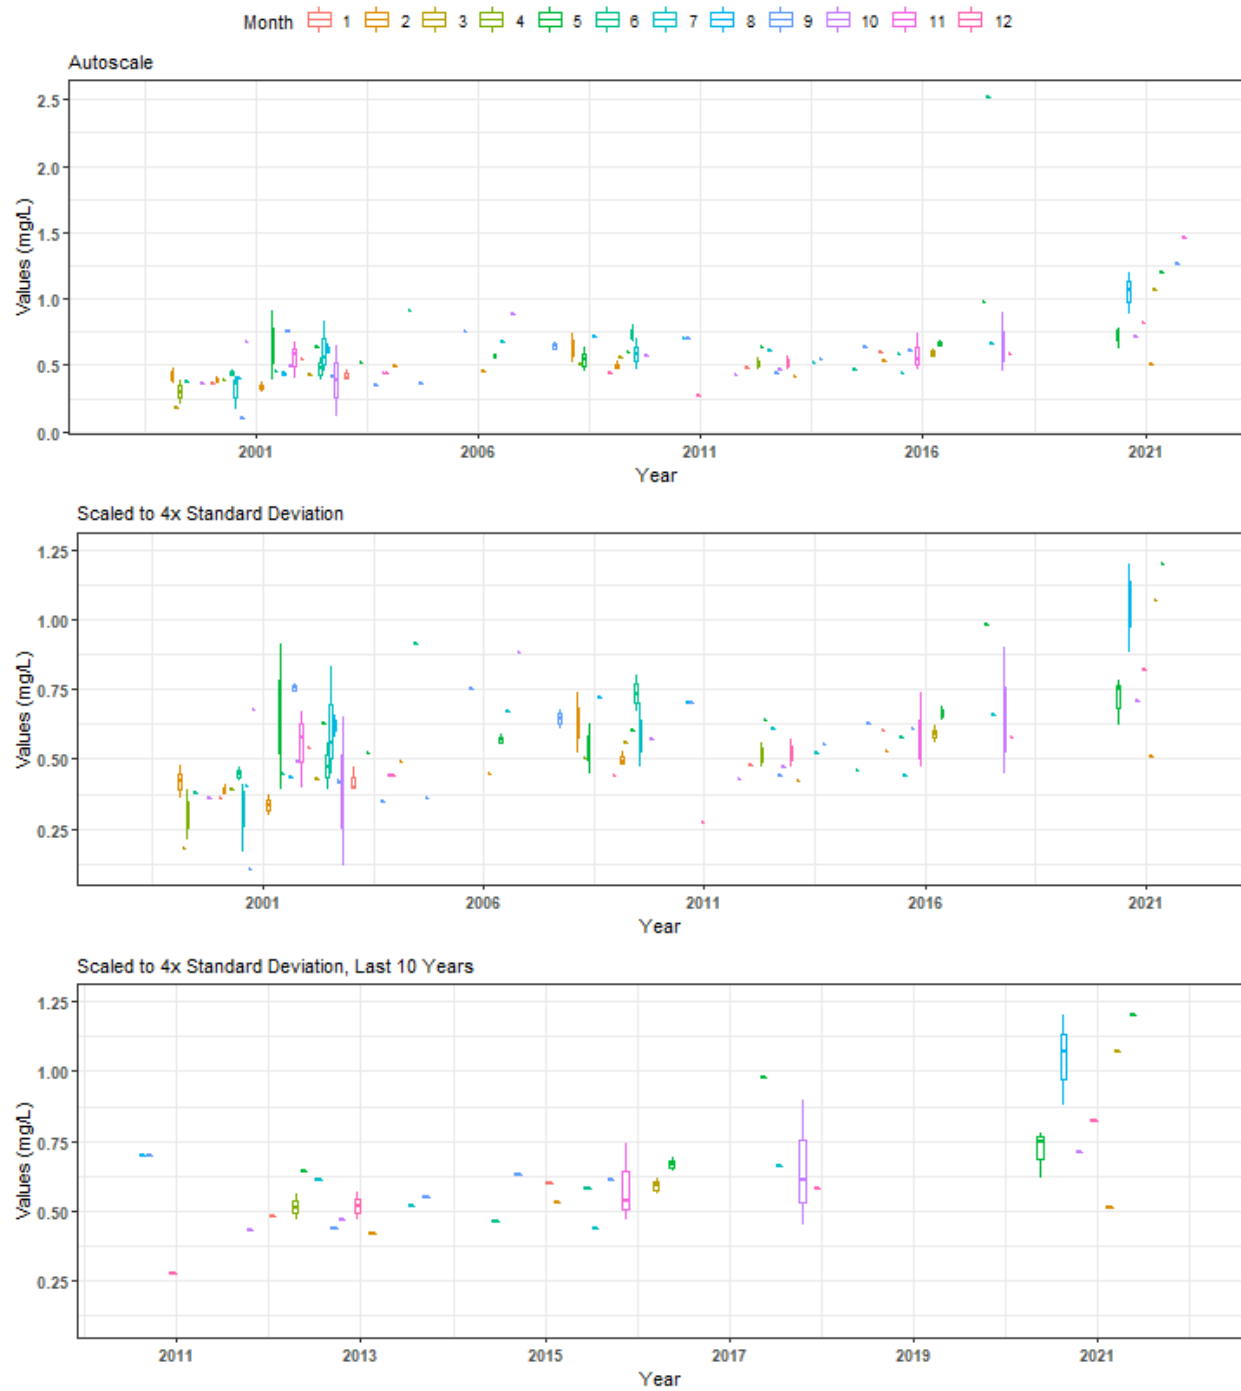 Month 1 2 3 4 5 6 7 8 9 10 11 12
Autoscale
2.5
2.0
1.5
1.0
0.5
0.0
Values (mg/L)
2001 2006 2011 2016 2021
Year
Scaled to 4x Standard Deviation
1.25
1.00
0.75
0.50
0.25
Values (mg/L)
2001 2006 2011 2016 2021
Year
Scaled to 4x Standard Deviation, Last 10 Years
1.25
1.00
0.75
0.50
0.25
Values (mg/L)
2011 2013 2015 2017 2019 2021
Year